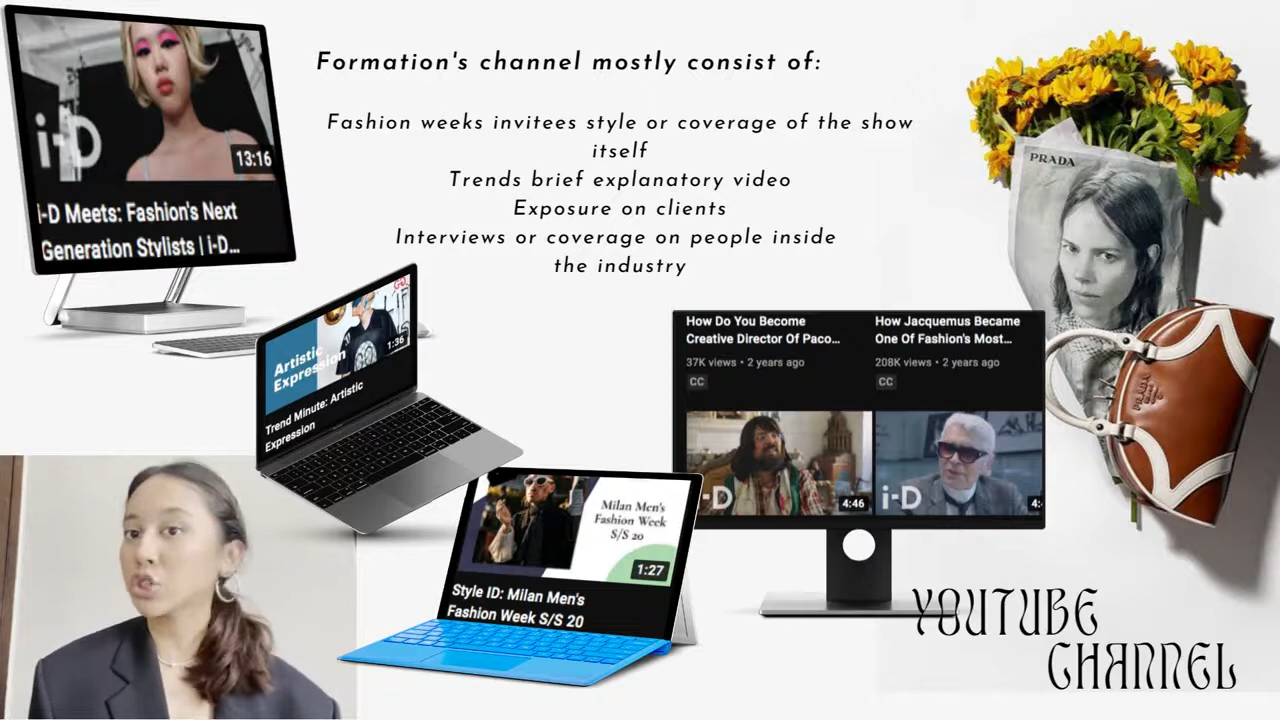 Formation's channel mostly consist of:
Fashion weeks invitees style or coverage of the show
itself
Trends brief explanatory video
Exposure on clients
Interviews or coverage on people inside
the industry
i-D
13:16
i-D Meets: Fashion's Next
Generation Stylists | i-D...
PRADA
Artistic
Expression
1:36
Trend Minute: Artistic
Expression
How Do You Become
Creative Director Of Paco...
37K views • 2 years ago
CC
How Jacquemus Became
One Of Fashion's Most...
208K views • 2 years ago
CC
-D
4:46
i-D
4:
Milan Men's
Fashion Week
S/S 20
1:27
Style ID: Milan Men's
Fashion Week S/S 20
PRADA
YOUTUBE
CHANNEL